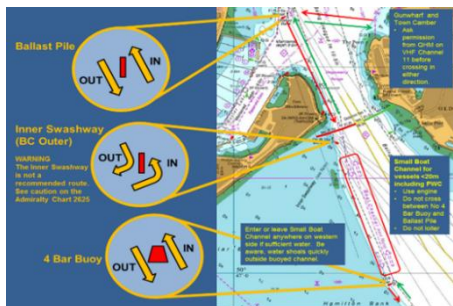 Ballast Pile
OUT
IN
Inner Swashway
(BC Outer)
WARNING
The Inner Swashway
is not a
recommended route.
See caution on the
Admiralty Chart 2625
OUT
IN
4 Bar Buoy
OUT
IN
Gunwharf and
Town Camber
• Ask
permission
from QHM on
VHF Channel
11 before
crossing in
either
direction.
Small Boat
Channel for
vessels <20m
including PWC
• Use engine
• Do not cross
between No 4
Bar Buoy and
Ballast Pile
• Do not loiter
Enter or leave Small Boat
Channel anywhere on western
side if sufficient water. Be
aware, water shoals quickly
outside buoyed channel.
Hamilton Bank